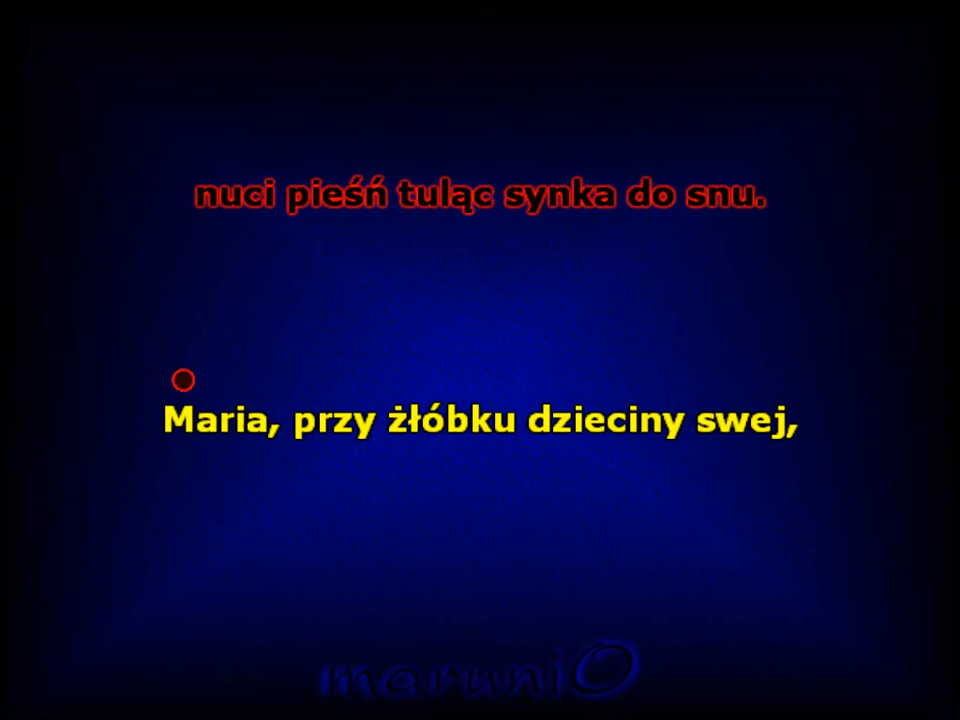 nuci pieśń tuląc synka do snu.
Maria, przy żłóbku dzieciny swej,
maruniO